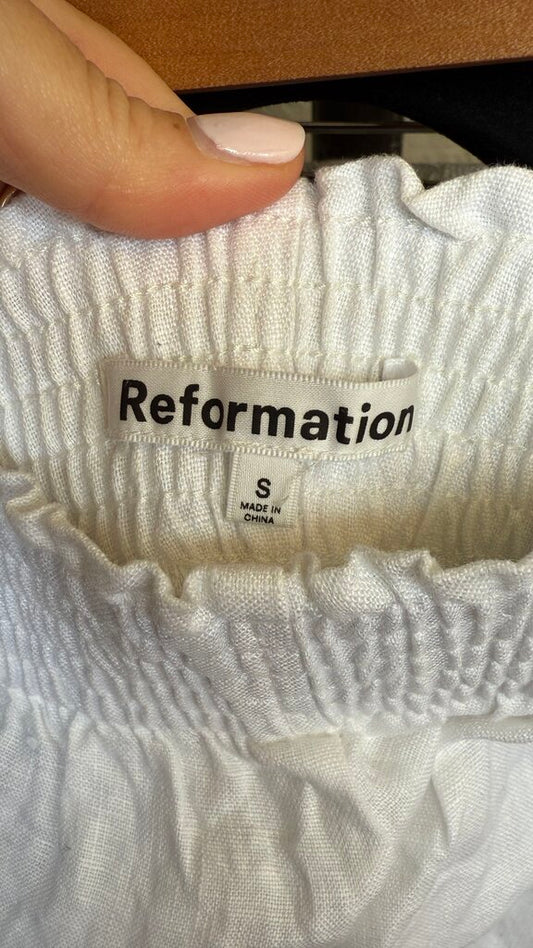 Reformation
S
MADE IN
CHINA